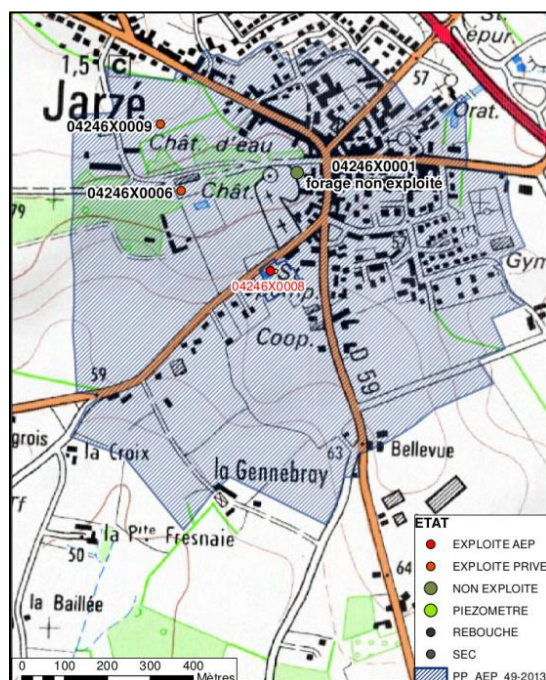 St
épur.
1,5
C
57
Jarzé
Orat.
04246X0009
Chât. d'eau
04246X0001
forage non exploité
04246X0006
Chât.
79
57
Gym
04246X0008
Coop.
D 59
59
la Croix
63
Bellevue
la Gennebray
la Pte Fresnaie
50
64
la Baillée
ETAT
EXPLOITE AEP
EXPLOITE PRIVE
NON EXPLOITE
PIEZOMETRE
REBOUCHE
SEC
PP_AEP_49-2013
0 100 200 300 400
Mètres